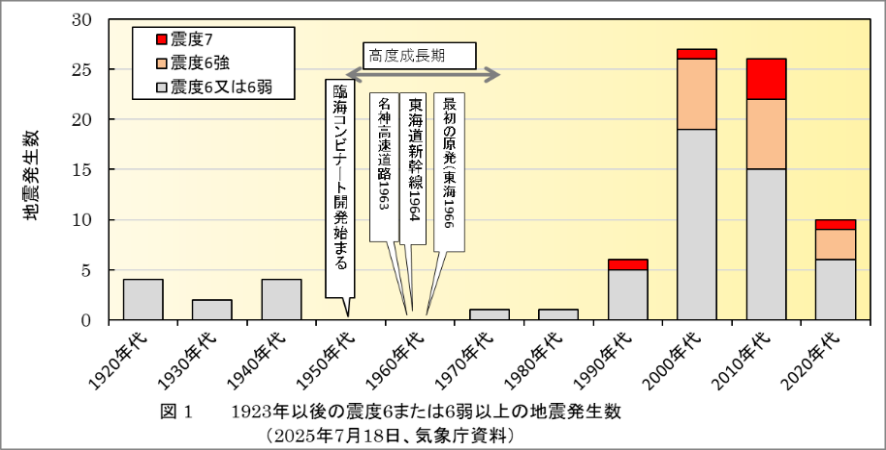 30
25
20
15
10
5
0
地震発生数
震度7
震度6強
震度6又は6弱
高度成長期
臨海コンビナート開発始まる
名神高速道路1963
東海道新幹線1964
最初の原発(東海1966
1920年代
1930年代
1940年代
1950年代
1960年代
1970年代
1980年代
1990年代
2000年代
2010年代
2020年代
図1 1923年以後の震度6または6弱以上の地震発生数
(2025年7月18日、気象庁資料)